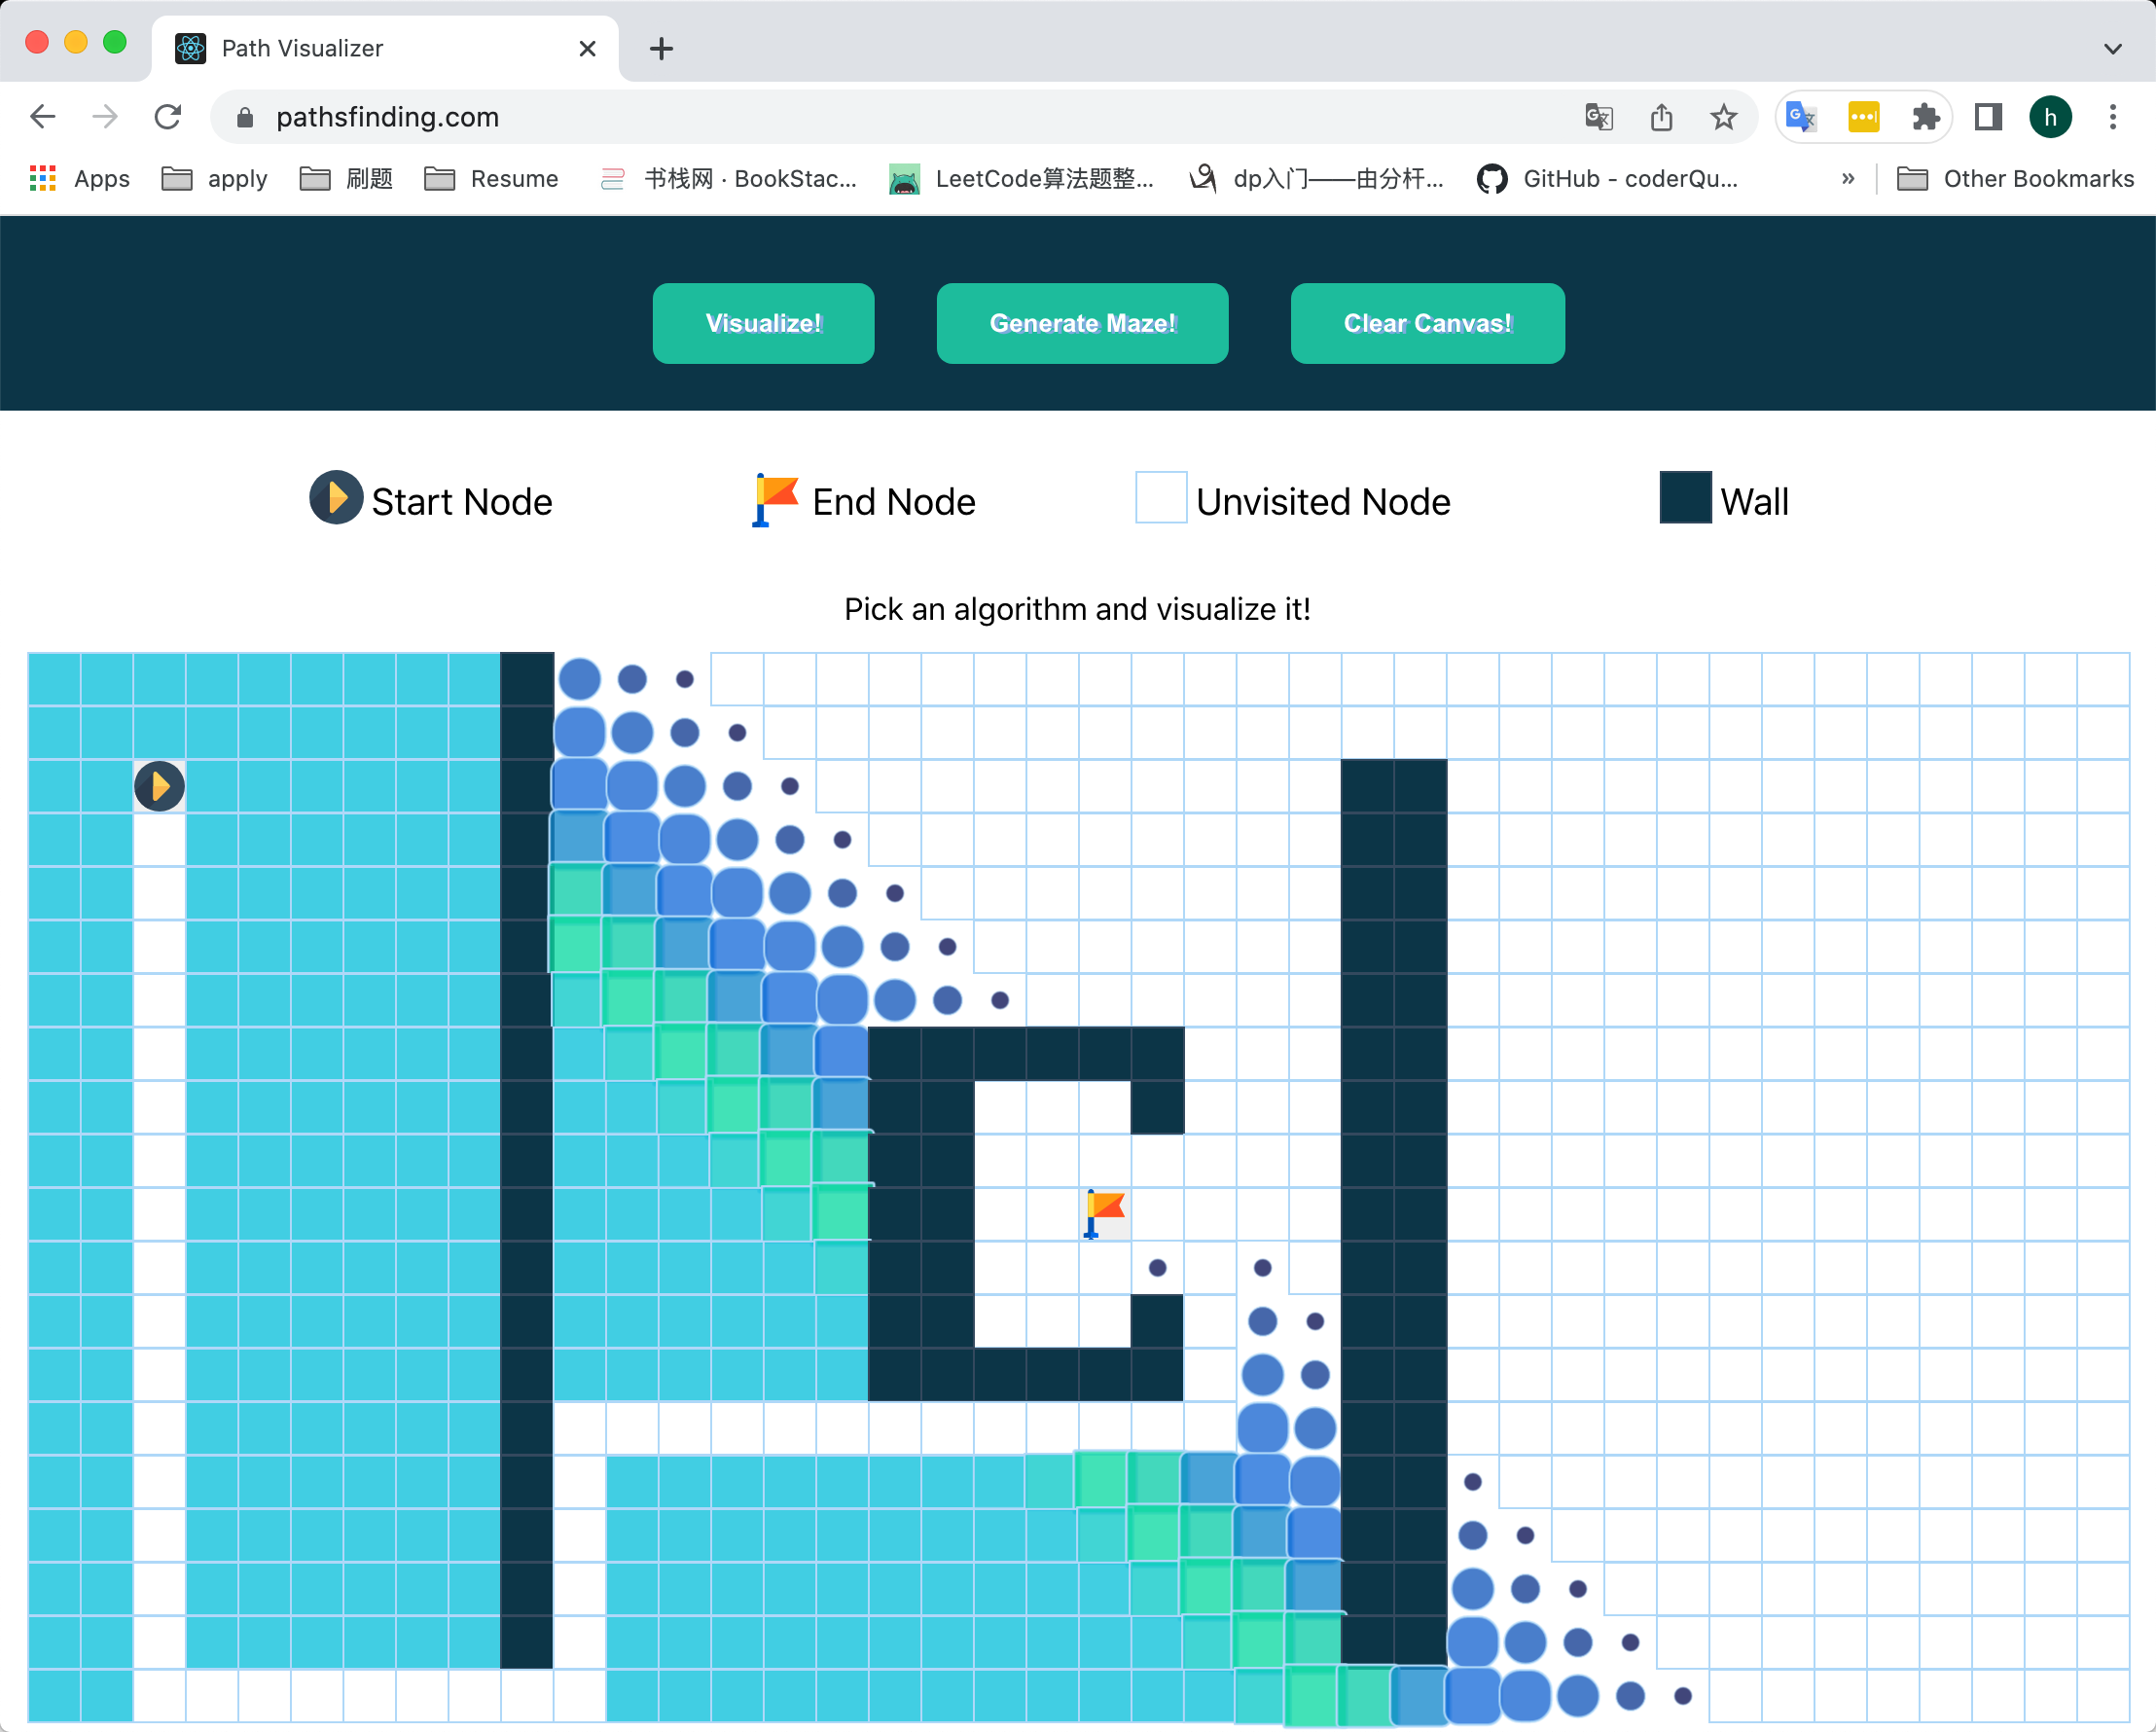 Path Visualizer
pathsfinding.com
h
Apps
apply
刷题
Resume
书栈网 · BookStac...
LeetCode算法题整...
dp入门——由分杆...
GitHub - coderQu...
»
Other Bookmarks
Visualize!
Generate Maze!
Clear Canvas!
Start Node
End Node
Unvisited Node
Wall
Pick an algorithm and visualize it!